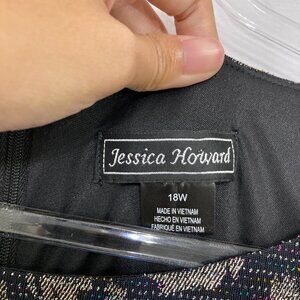 Jessica Howard
18W
MADE IN VIETNAM
HECHO EN VIETNAM
FABRIQUÉ EN VIETNAM